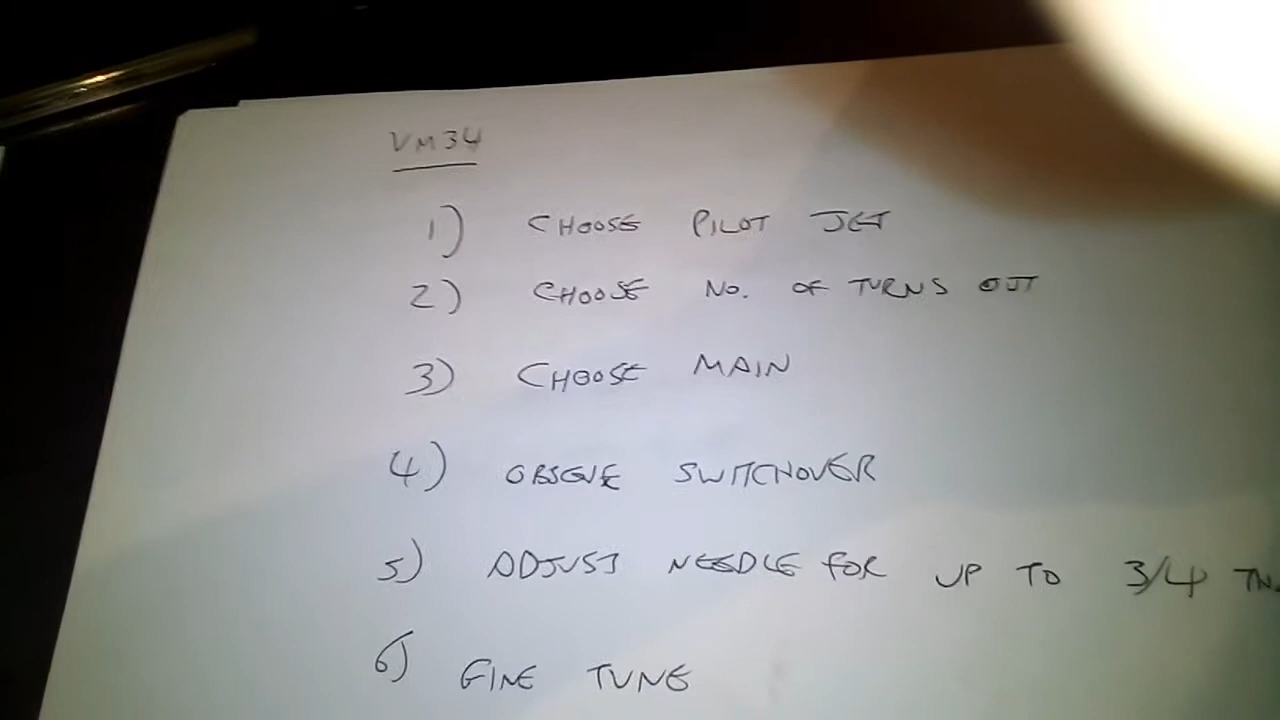 VM34
1) CHOOSE PILOT JET
2) CHOOSE No. OF TURNS OUT
3) CHOOSE MAIN
4) OBSEVE SWITCHOVER
5) ADJUST NEEDLE FOR UP TO 3/4
6) FINE TUNE